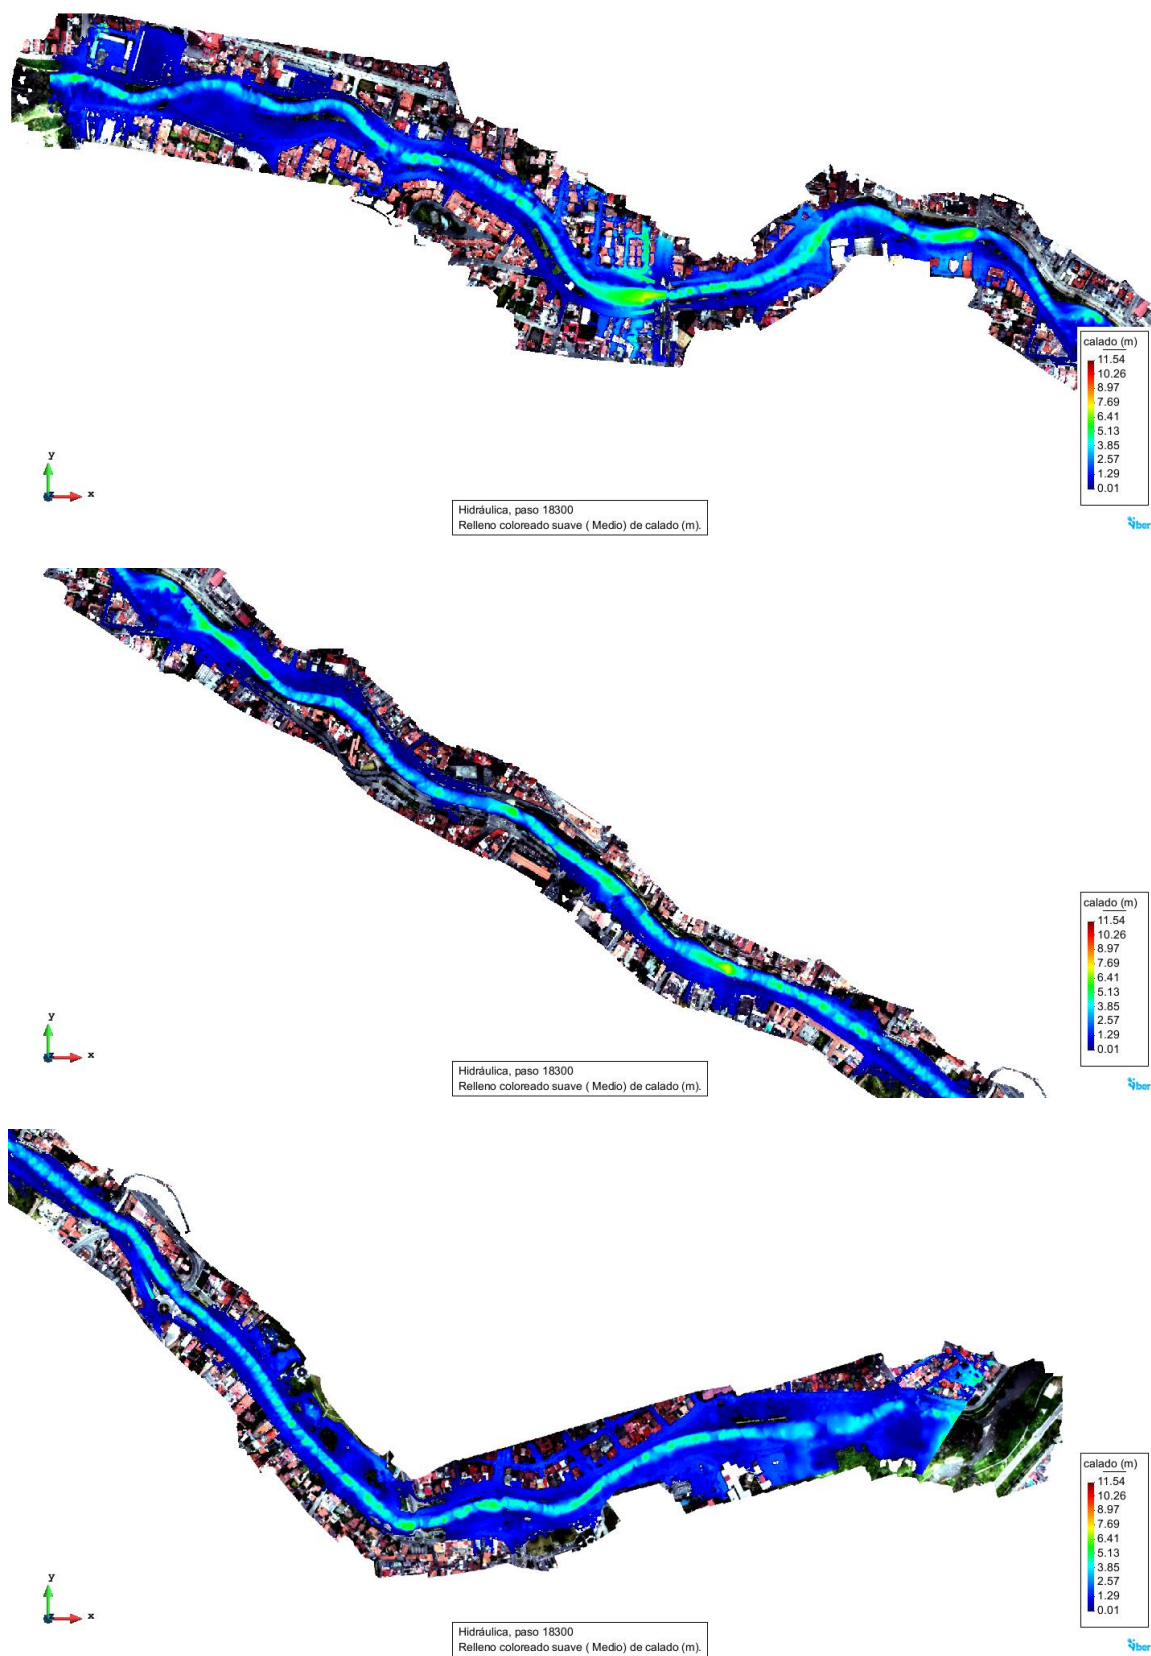 calado (m)
11.54
10.26
8.97
7.69
6.41
5.13
3.85
2.57
1.29
0.01
y
x
Hidráulica, paso 18300
Relleno coloreado suave ( Medio) de calado (m).
iber
calado (m)
11.54
10.26
8.97
7.69
6.41
5.13
3.85
2.57
1.29
0.01
y
x
Hidráulica, paso 18300
Relleno coloreado suave ( Medio) de calado (m).
iber
calado (m)
11.54
10.26
8.97
7.69
6.41
5.13
3.85
2.57
1.29
0.01
y
x
Hidráulica, paso 18300
Relleno coloreado suave ( Medio) de calado (m).
iber